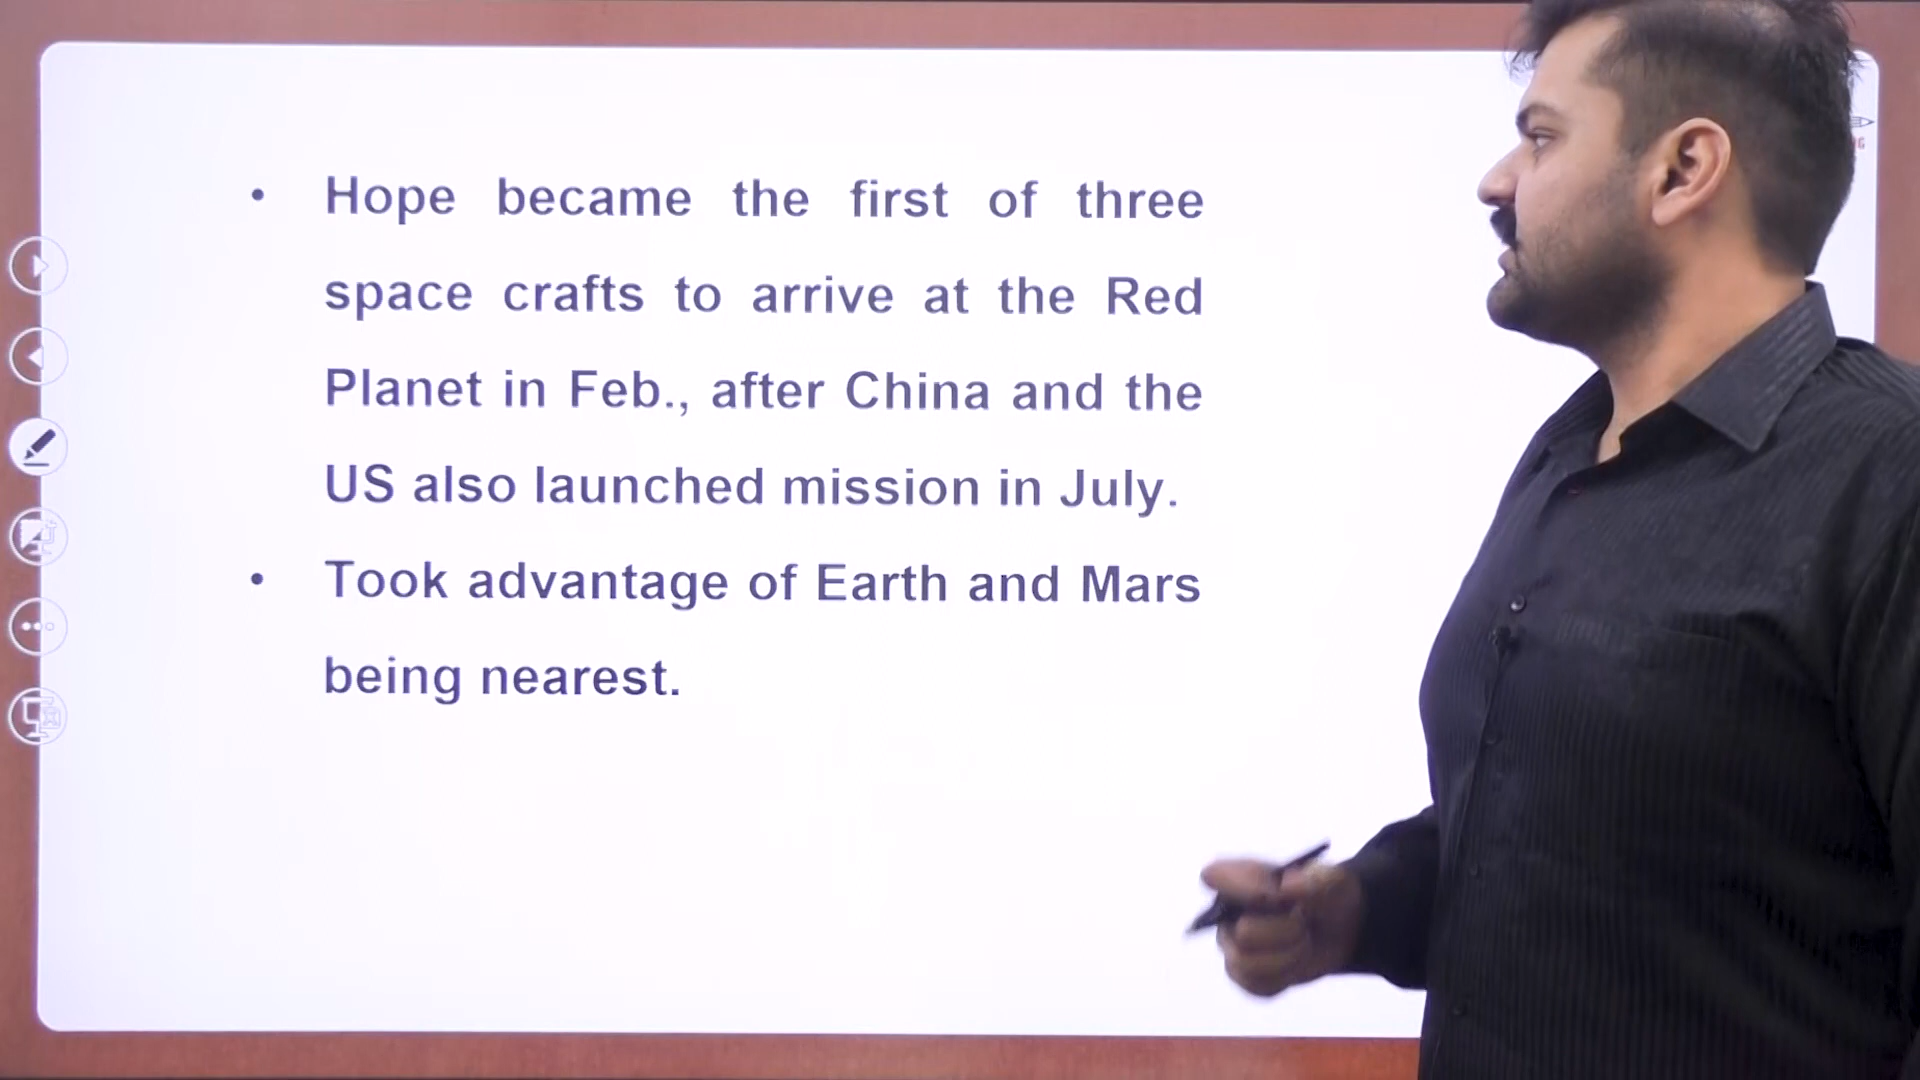 • Hope became the first of three
space crafts to arrive at the Red
Planet in Feb., after China and the
US also launched mission in July.
• Took advantage of Earth and Mars
being nearest.